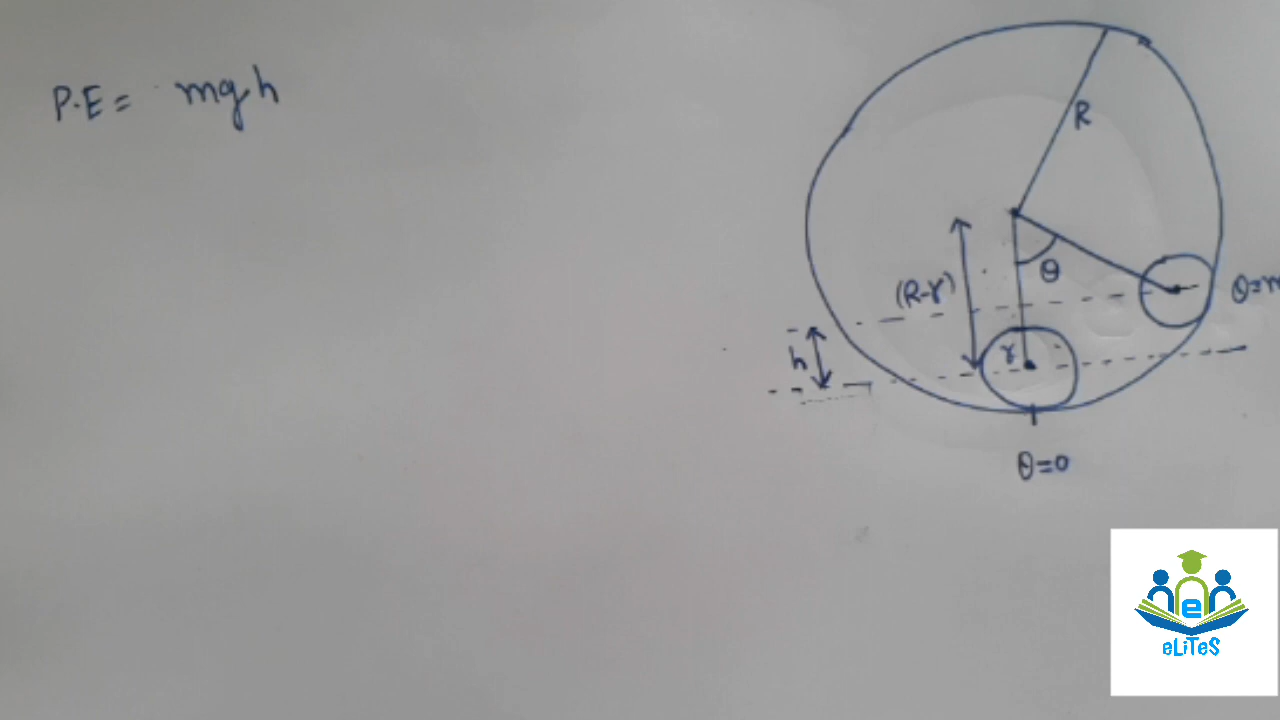 P.E = mgh
R
θ
(R-r)
θ=m
h
r
θ=0
e
eLiTeS